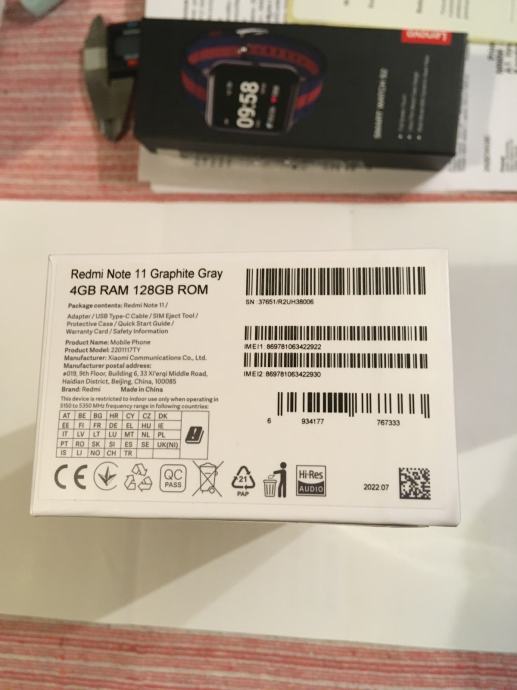 Lenovo
09:58
SMART WATCH S2
Redmi Note 11 Graphite Gray
4GB RAM 128GB ROM
Package contents: Redmi Note 11 /
Adapter / USB Type-C Cable / SIM Eject Tool /
Protective Case / Quick Start Guide /
Warranty Card / Safety Information
Product Name: Mobile Phone
Product Model: 2201117TY
Manufacturer: Xiaomi Communications Co., Ltd.
Manufacturer postal address:
#019, 9th Floor, Building 6, 33 Xi'erqi Middle Road,
Haidian District, Beijing, China, 100085
Brand: Redmi Made in China
This device is restricted to indoor use only when operating in
5150 to 5350 MHz frequency range in following countries:
AT BE BG HR CY CZ DK
EE FI FR DE EL HU IE
IT LV LT LU MT NL PL
PT RO SK SI ES SE UK(NI)
IS LI NO CH TR
SN: 37651/R2UH38006
IMEI1: 869781063422922
IMEI2: 869781063422930
6 934177 767333
CE
QC
PASS
21
PAP
Hi-Res
AUDIO
2022.07